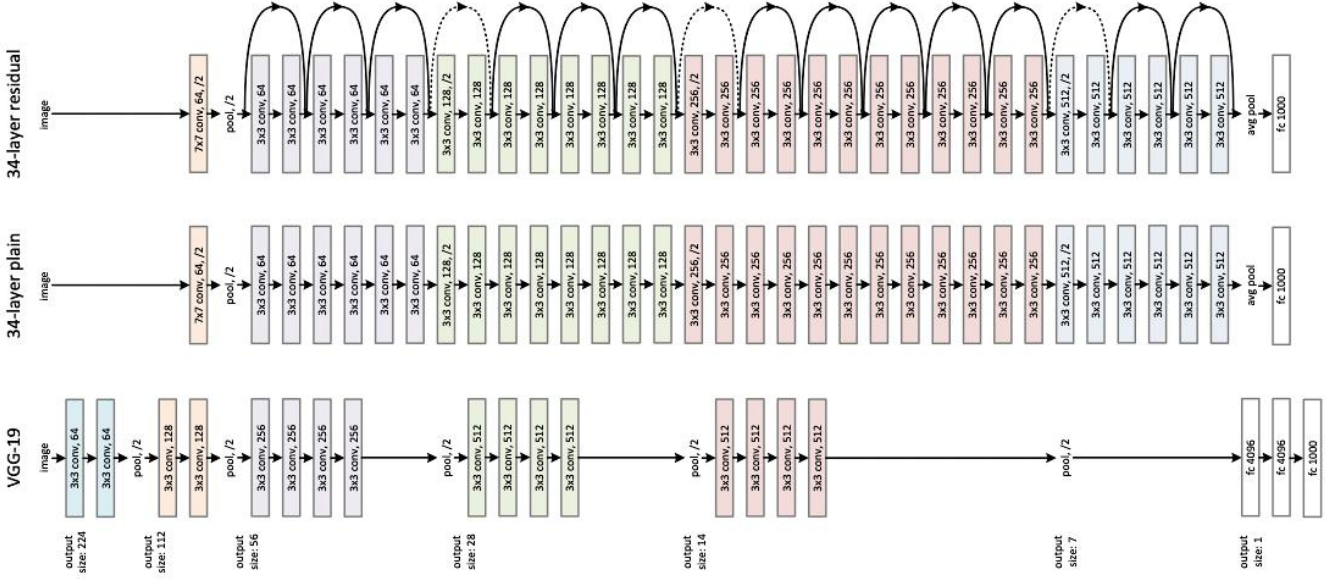 34-layer residual
image
7x7 conv, 64, /2
pool, /2
3x3 conv, 64
3x3 conv, 64
3x3 conv, 64
3x3 conv, 64
3x3 conv, 64
3x3 conv, 64
3x3 conv, 128, /2
3x3 conv, 128
3x3 conv, 128
3x3 conv, 128
3x3 conv, 128
3x3 conv, 128
3x3 conv, 128
3x3 conv, 128
3x3 conv, 256, /2
3x3 conv, 256
3x3 conv, 256
3x3 conv, 256
3x3 conv, 256
3x3 conv, 256
3x3 conv, 256
3x3 conv, 256
3x3 conv, 256
3x3 conv, 256
3x3 conv, 256
3x3 conv, 256
3x3 conv, 512, /2
3x3 conv, 512
3x3 conv, 512
3x3 conv, 512
3x3 conv, 512
3x3 conv, 512
avg pool
fc 1000
34-layer plain
image
7x7 conv, 64, /2
pool, /2
3x3 conv, 64
3x3 conv, 64
3x3 conv, 64
3x3 conv, 64
3x3 conv, 64
3x3 conv, 64
3x3 conv, 128, /2
3x3 conv, 128
3x3 conv, 128
3x3 conv, 128
3x3 conv, 128
3x3 conv, 128
3x3 conv, 128
3x3 conv, 128
3x3 conv, 256, /2
3x3 conv, 256
3x3 conv, 256
3x3 conv, 256
3x3 conv, 256
3x3 conv, 256
3x3 conv, 256
3x3 conv, 256
3x3 conv, 256
3x3 conv, 256
3x3 conv, 256
3x3 conv, 256
3x3 conv, 512, /2
3x3 conv, 512
3x3 conv, 512
3x3 conv, 512
3x3 conv, 512
3x3 conv, 512
avg pool
fc 1000
VGG-19
image
3x3 conv, 64
3x3 conv, 64
pool, /2
3x3 conv, 128
3x3 conv, 128
pool, /2
3x3 conv, 256
3x3 conv, 256
3x3 conv, 256
3x3 conv, 256
pool, /2
3x3 conv, 512
3x3 conv, 512
3x3 conv, 512
3x3 conv, 512
pool, /2
3x3 conv, 512
3x3 conv, 512
3x3 conv, 512
3x3 conv, 512
pool, /2
fc 4096
fc 4096
fc 1000
output
size: 224
output
size: 112
output
size: 56
output
size: 28
output
size: 14
output
size: 7
output
size: 1